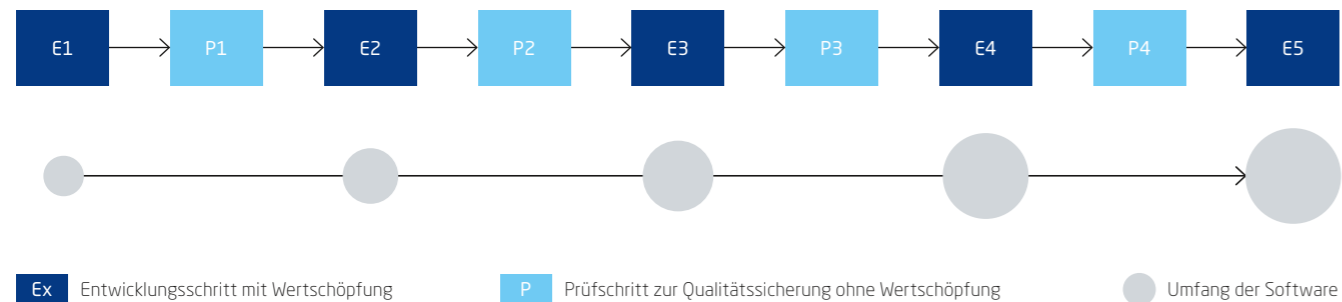 E1 P1 E2 P2 E3 P3 E4 P4 E5
Ex Entwicklungsschritt mit Wertschöpfung
P Prüfschritt zur Qualitätssicherung ohne Wertschöpfung
Umfang der Software